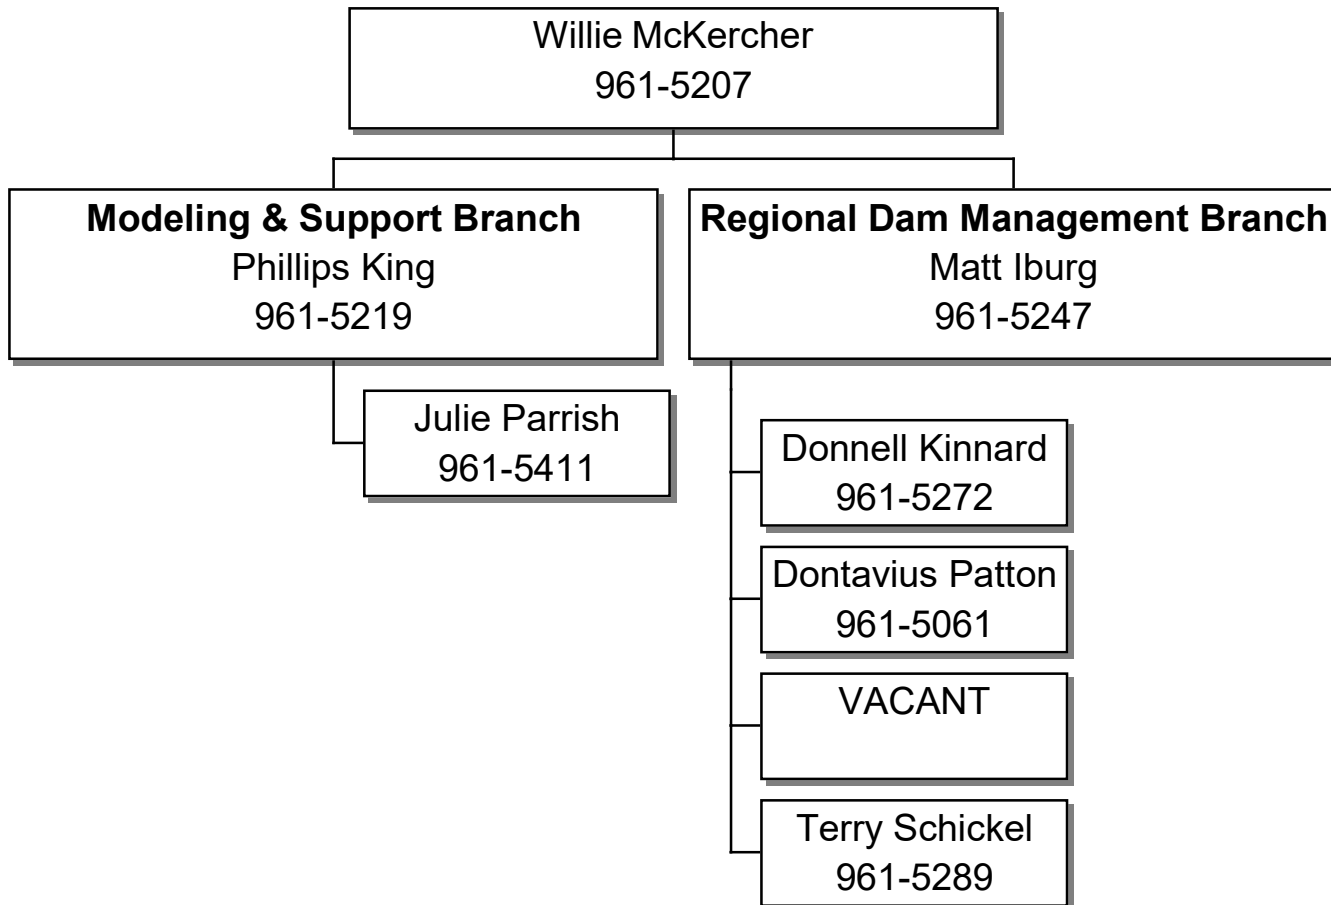 Willie McKercher
961-5207
Modeling & Support Branch
Phillips King
961-5219
Regional Dam Management Branch
Matt Iburg
961-5247
Julie Parrish
961-5411
Donnell Kinnard
961-5272
Dontavius Patton
961-5061
VACANT
Terry Schickel
961-5289